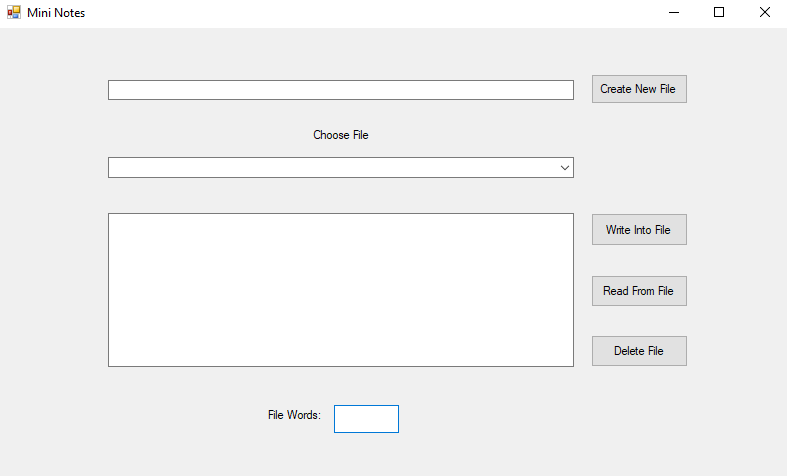 Mini Notes
Create New File
Choose File
Write Into File
Read From File
Delete File
File Words: